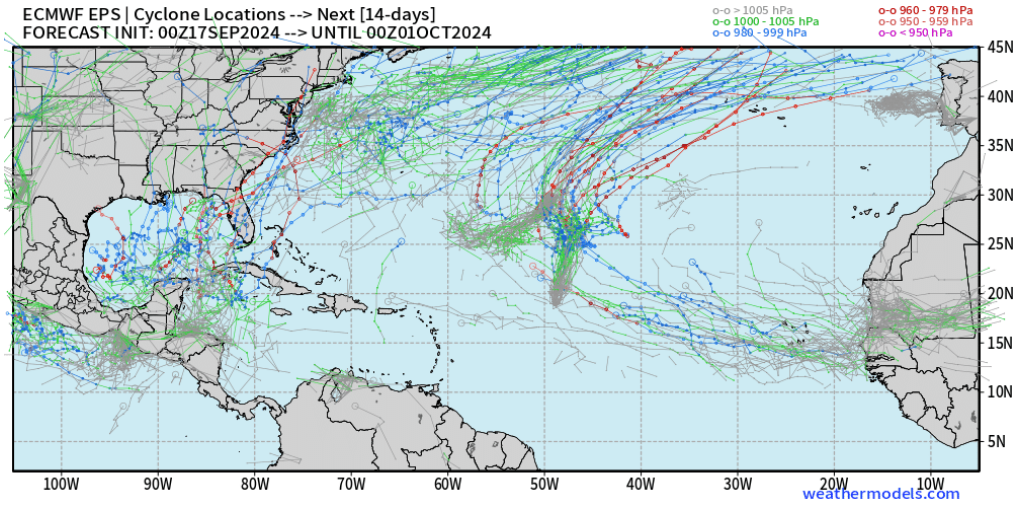 ECMWF EPS | Cyclone Locations --> Next [14-days]
FORECAST INIT: 00Z17SEP2024 --> UNTIL 00Z01OCT2024
o-o > 1005 hPa
o-o 1000 - 1005 hPa
o-o 980 - 999 hPa
o-o 960 - 979 hPa
o-o 950 - 959 hPa
o-o < 950 hPa
45N
40N
35N
30N
25N
20N
15N
10N
5N
100W 90W 80W 70W 60W 50W 40W 30W 20W 10W
weathermodels.com